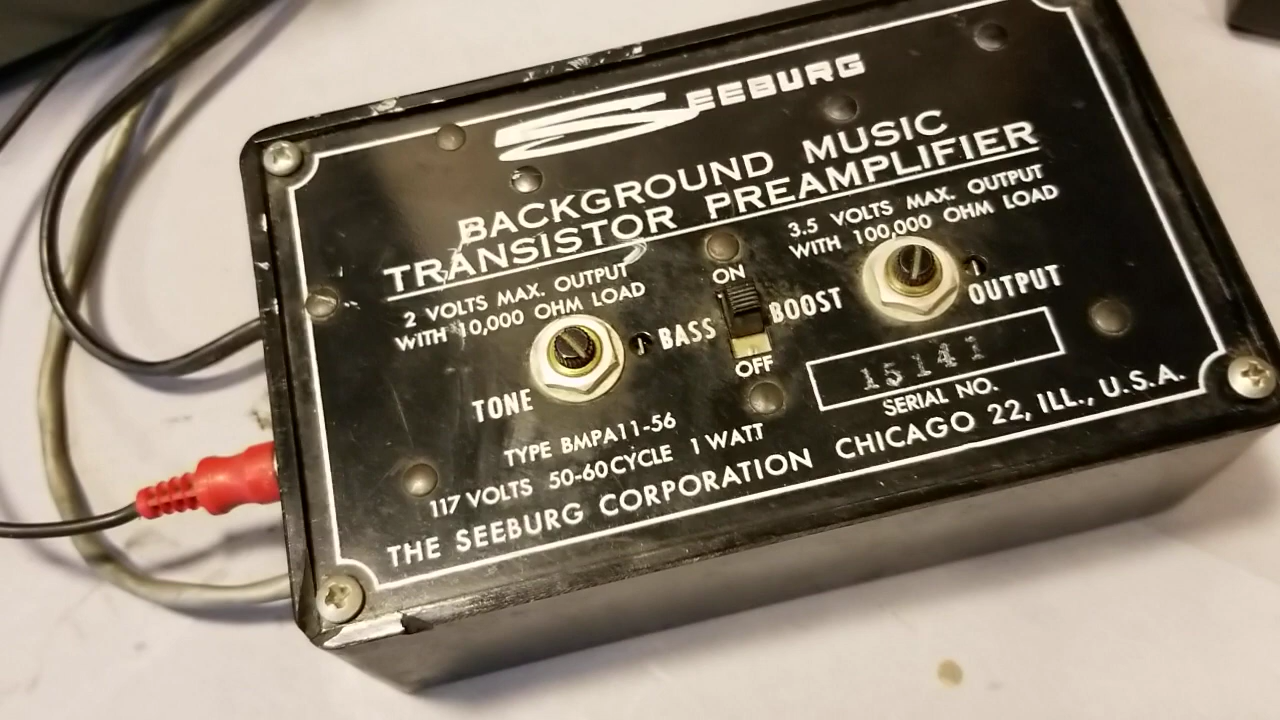 SEEBURG
BACKGROUND MUSIC
TRANSISTOR PREAMPLIFIER
2 VOLTS MAX. OUTPUT
WITH 10,000 OHM LOAD
3.5 VOLTS MAX. OUTPUT
WITH 100,000 OHM LOAD
ON
BASS BOOST
OFF
TONE
OUTPUT
15141
SERIAL NO.
TYPE BMPA11-56
117 VOLTS 50-60 CYCLE 1 WATT
THE SEEBURG CORPORATION CHICAGO 22, ILL., U.S.A.